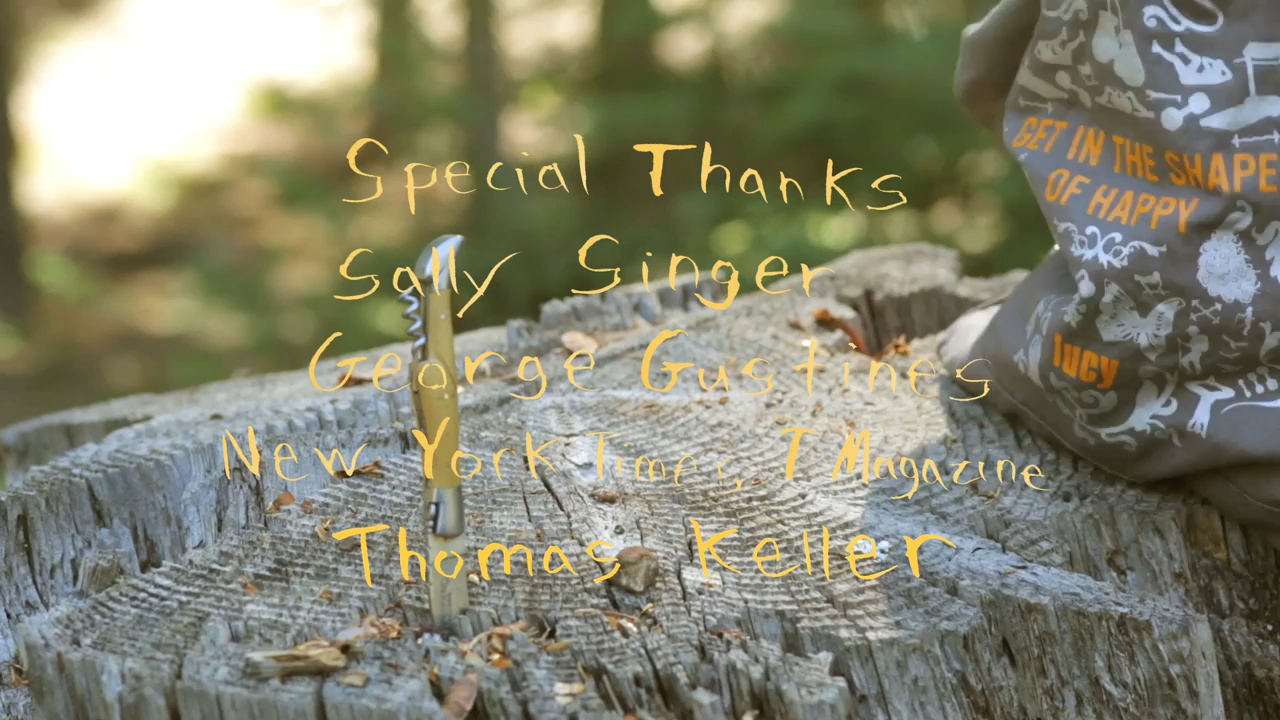 Special Thanks
Sally Singer
George Gustines
New York Times, T Magazine
Thomas Keller
GET IN THE SHAPE
OF HAPPY
lucy